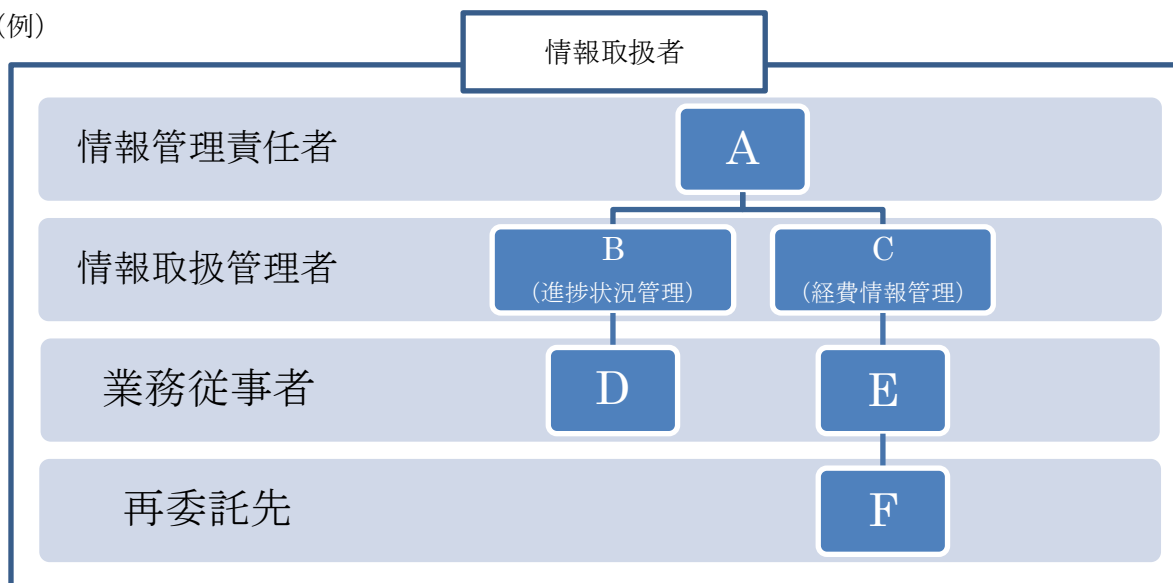 (例)
情報取扱者
情報管理責任者
A
情報取扱管理者
B
(進捗状況管理)
C
(経費情報管理)
業務従事者
D
E
再委託先
F